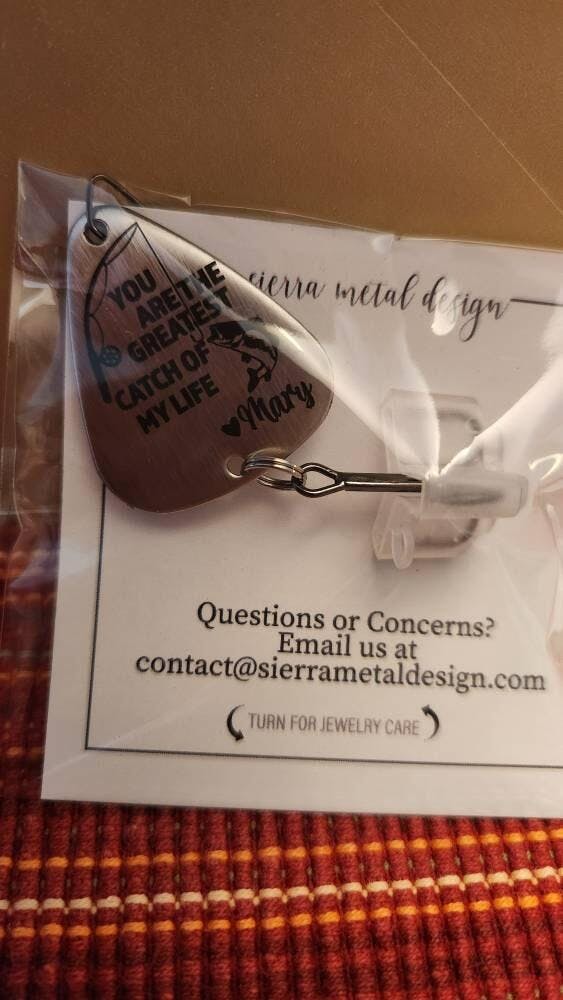 YOU
ARE THE
GREATEST
CATCH OF
MY LIFE
Mary
sierra metal design
Questions or Concerns?
Email us at
contact@sierrametaldesign.com
TURN FOR JEWELRY CARE